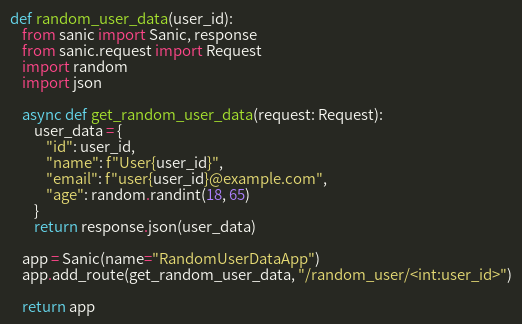 def random_user_data(user_id):
    from sanic import Sanic, response
    from sanic.request import Request
    import random
    import json

    async def get_random_user_data(request: Request):
        user_data = {
            "id": user_id,
            "name": f"User{user_id}",
            "email": f"user{user_id}@example.com",
            "age": random.randint(18, 65)
        }
        return response.json(user_data)

    app = Sanic(name="RandomUserDataApp")
    app.add_route(get_random_user_data, "/random_user/<int:user_id>")

    return app